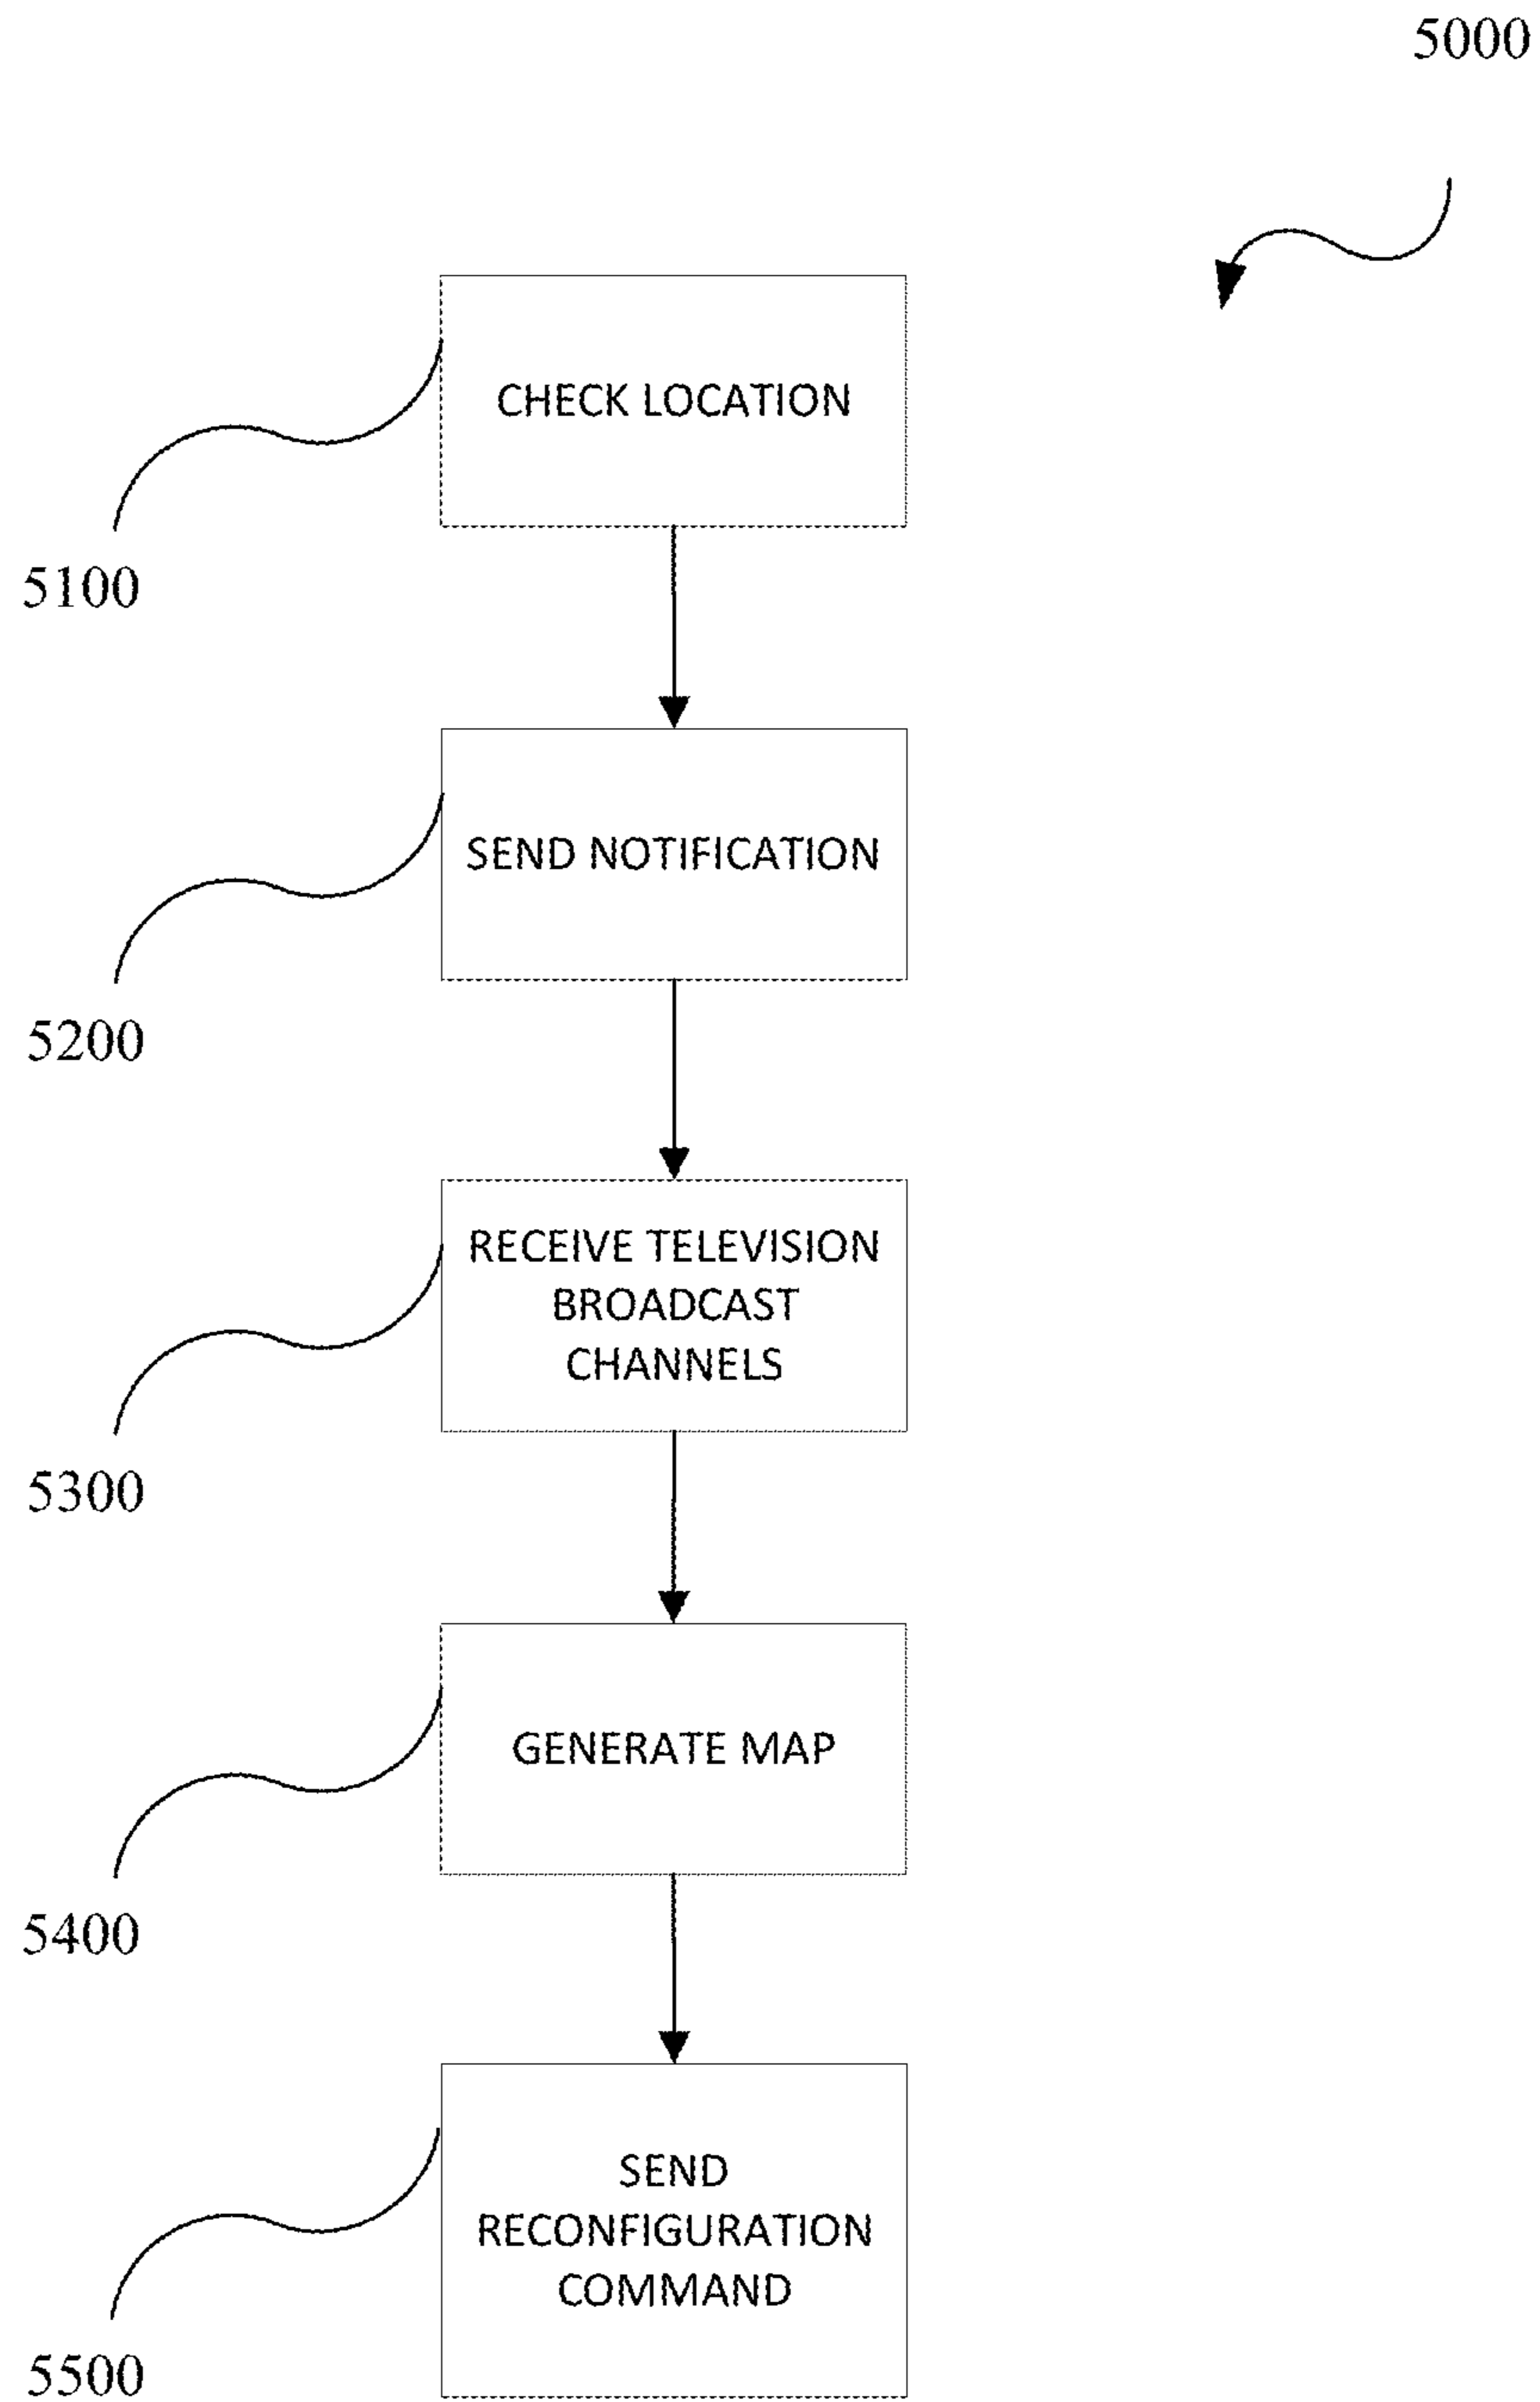 5000
CHECK LOCATION
5100
SEND NOTIFICATION
5200
RECEIVE TELEVISION
BROADCAST
CHANNELS
5300
GENERATE MAP
5400
SEND
RECONFIGURATION
COMMAND
5500